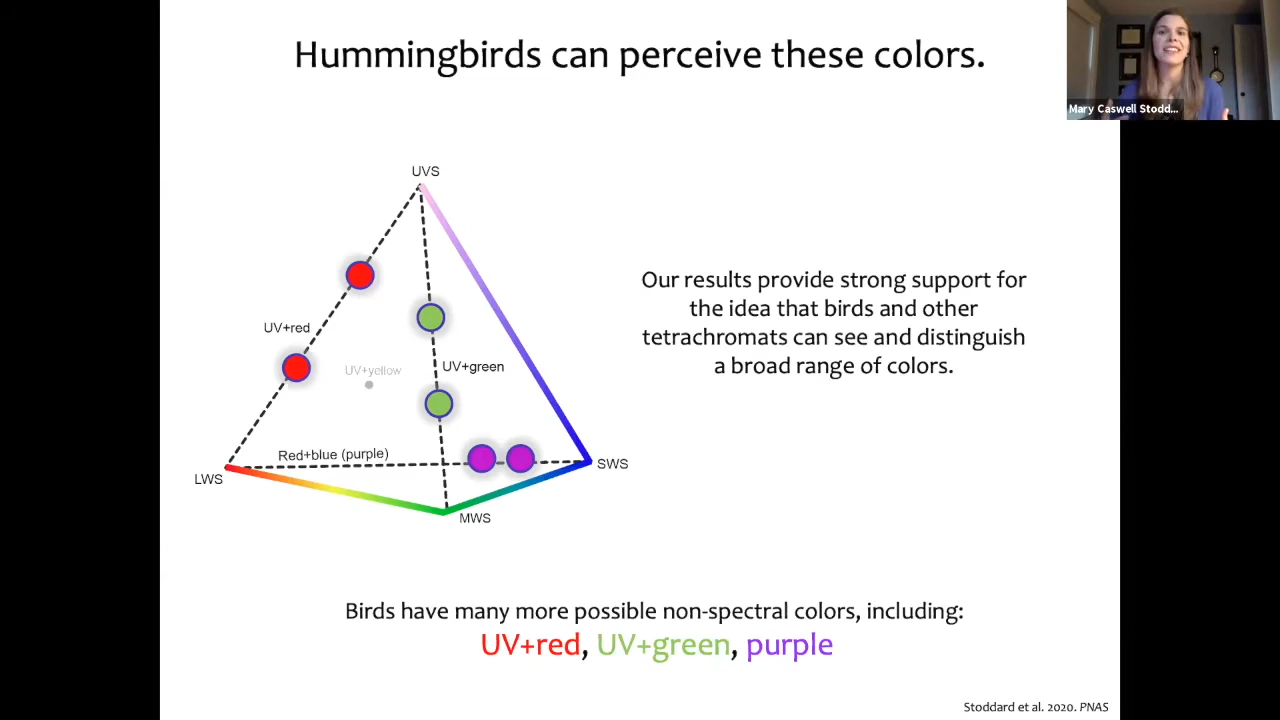 Hummingbirds can perceive these colors.
Mary Caswell Stodd...
UVS
UV+red
UV+yellow
UV+green
Red+blue (purple)
LWS
SWS
MWS
Our results provide strong support for
the idea that birds and other
tetrachromats can see and distinguish
a broad range of colors.
Birds have many more possible non-spectral colors, including:
UV+red, UV+green, purple
Stoddard et al. 2020. PNAS